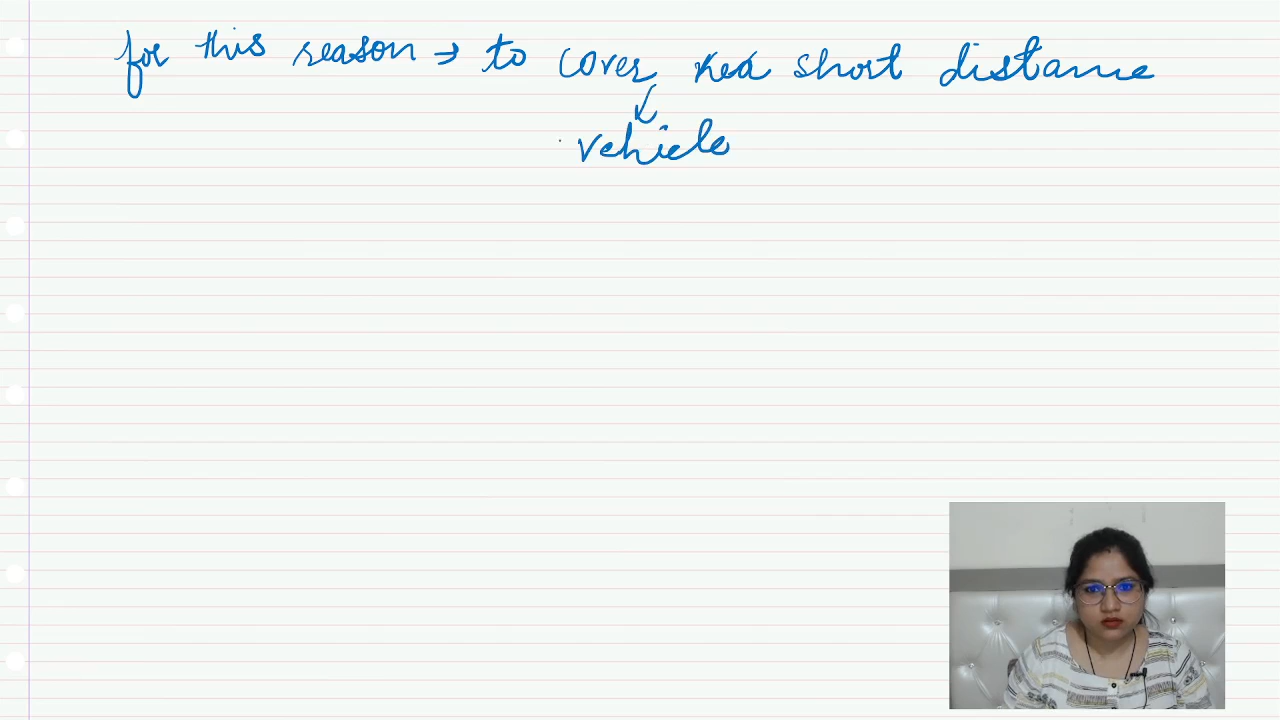 for this reason → to cover short distance
↙
vehicle